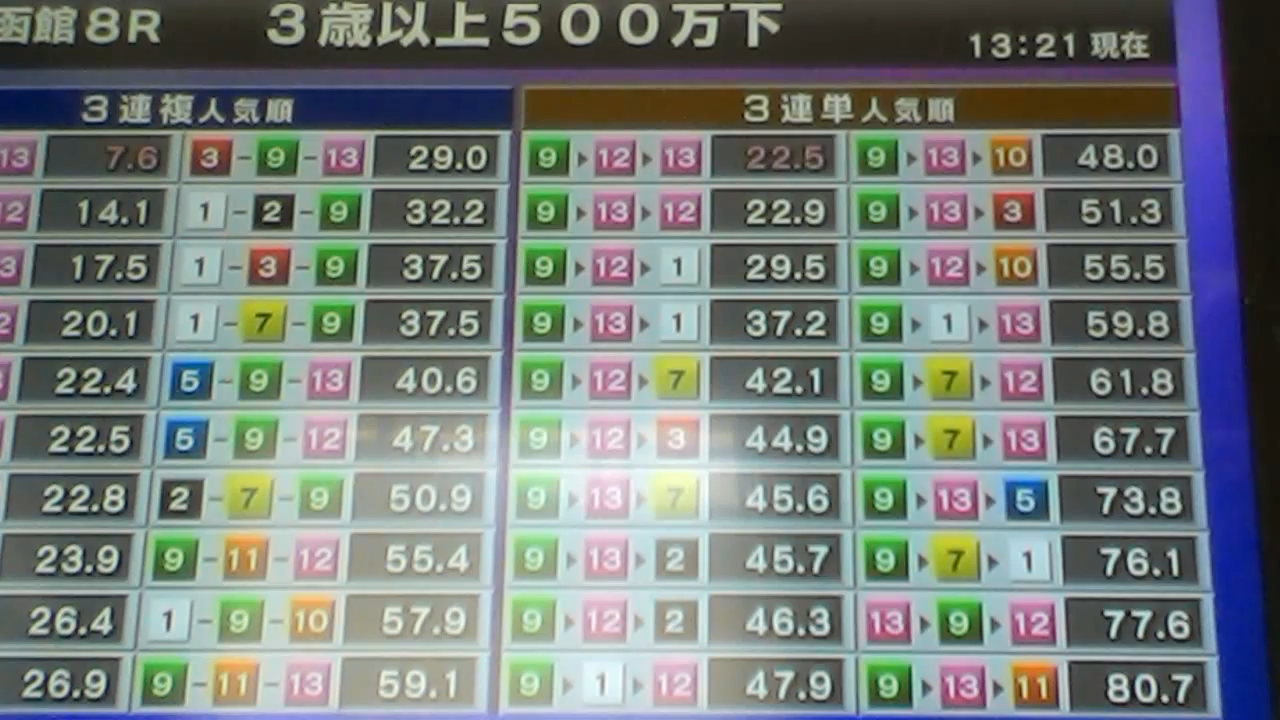 函館8R 3歳以上500万下
13:21 現在
3連複人気順 3連単人気順
13 7.6 3-9-13 29.0 9▸12▸13 22.5 9▸13▸10 48.0
14.1 1-2-9 32.2 9▸13▸12 22.9 9▸13▸3 51.3
17.5 1-3-9 37.5 9▸12▸1 29.5 9▸12▸10 55.5
20.1 1-7-9 37.5 9▸13▸1 37.2 9▸1▸13 59.8
22.4 5-9-13 40.6 9▸12▸7 42.1 9▸7▸12 61.8
22.5 5-9-12 47.3 9▸12▸3 44.9 9▸7▸13 67.7
22.8 2-7-9 50.9 9▸13▸7 45.6 9▸13▸5 73.8
23.9 9-11-12 55.4 9▸13▸2 45.7 9▸7▸1 76.1
26.4 1-9-10 57.9 9▸12▸2 46.3 13▸9▸12 77.6
26.9 9-11-13 59.1 9▸1▸12 47.9 9▸13▸11 80.7